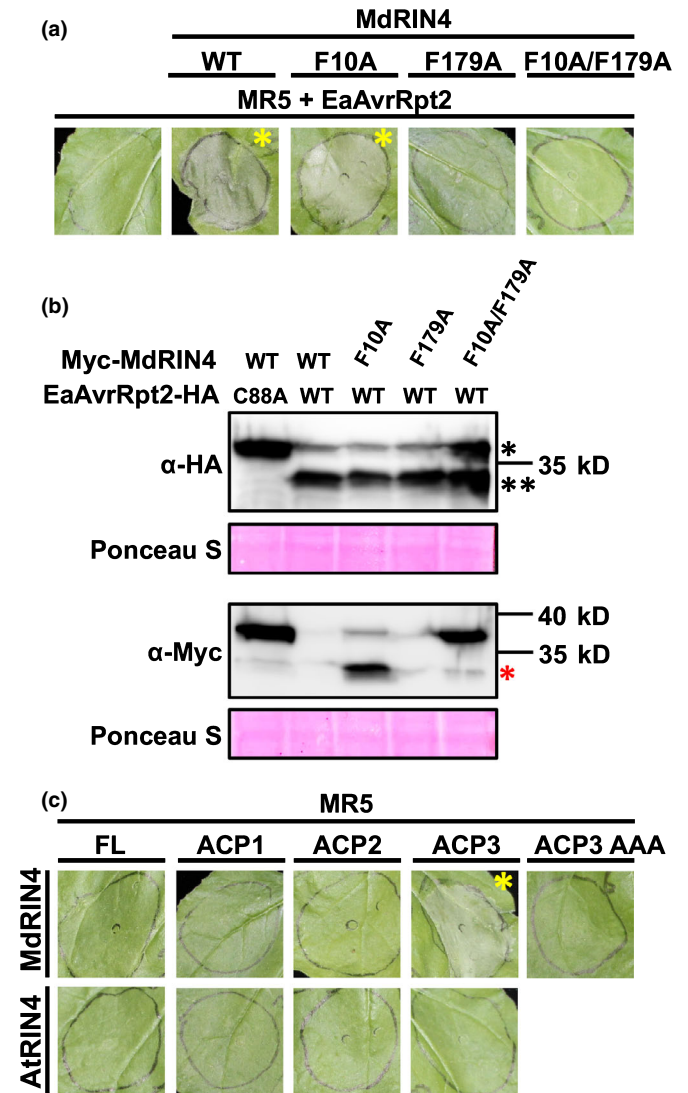 (a)
MdRIN4
WT F10A F179A F10A/F179A
MR5 + EaAvrRpt2
* *
(b)
Myc-MdRIN4 WT WT F10A F179A F10A/F179A
EaAvrRpt2-HA C88A WT WT WT WT
α-HA * 35 kD
**
Ponceau S
40 kD
α-Myc 35 kD
*
Ponceau S
(c)
MR5
FL ACP1 ACP2 ACP3 ACP3 AAA
MdRIN4 *
AtRIN4